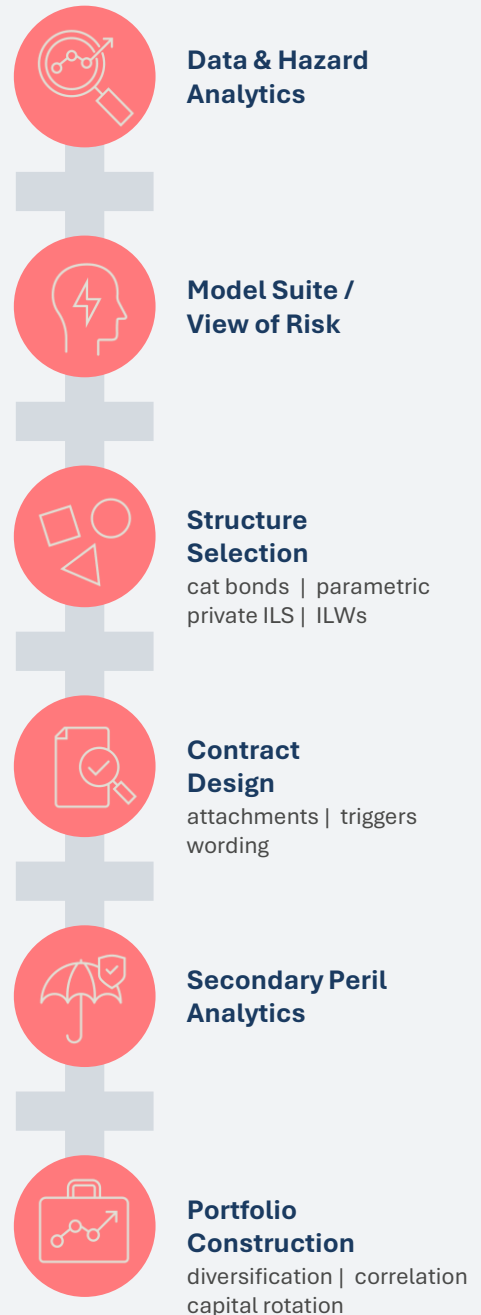 Data & Hazard
Analytics
Model Suite /
View of Risk
Structure
Selection
cat bonds | parametric
private ILS | ILWs
Contract
Design
attachments | triggers
wording
Secondary Peril
Analytics
Portfolio
Construction
diversification | correlation
capital rotation